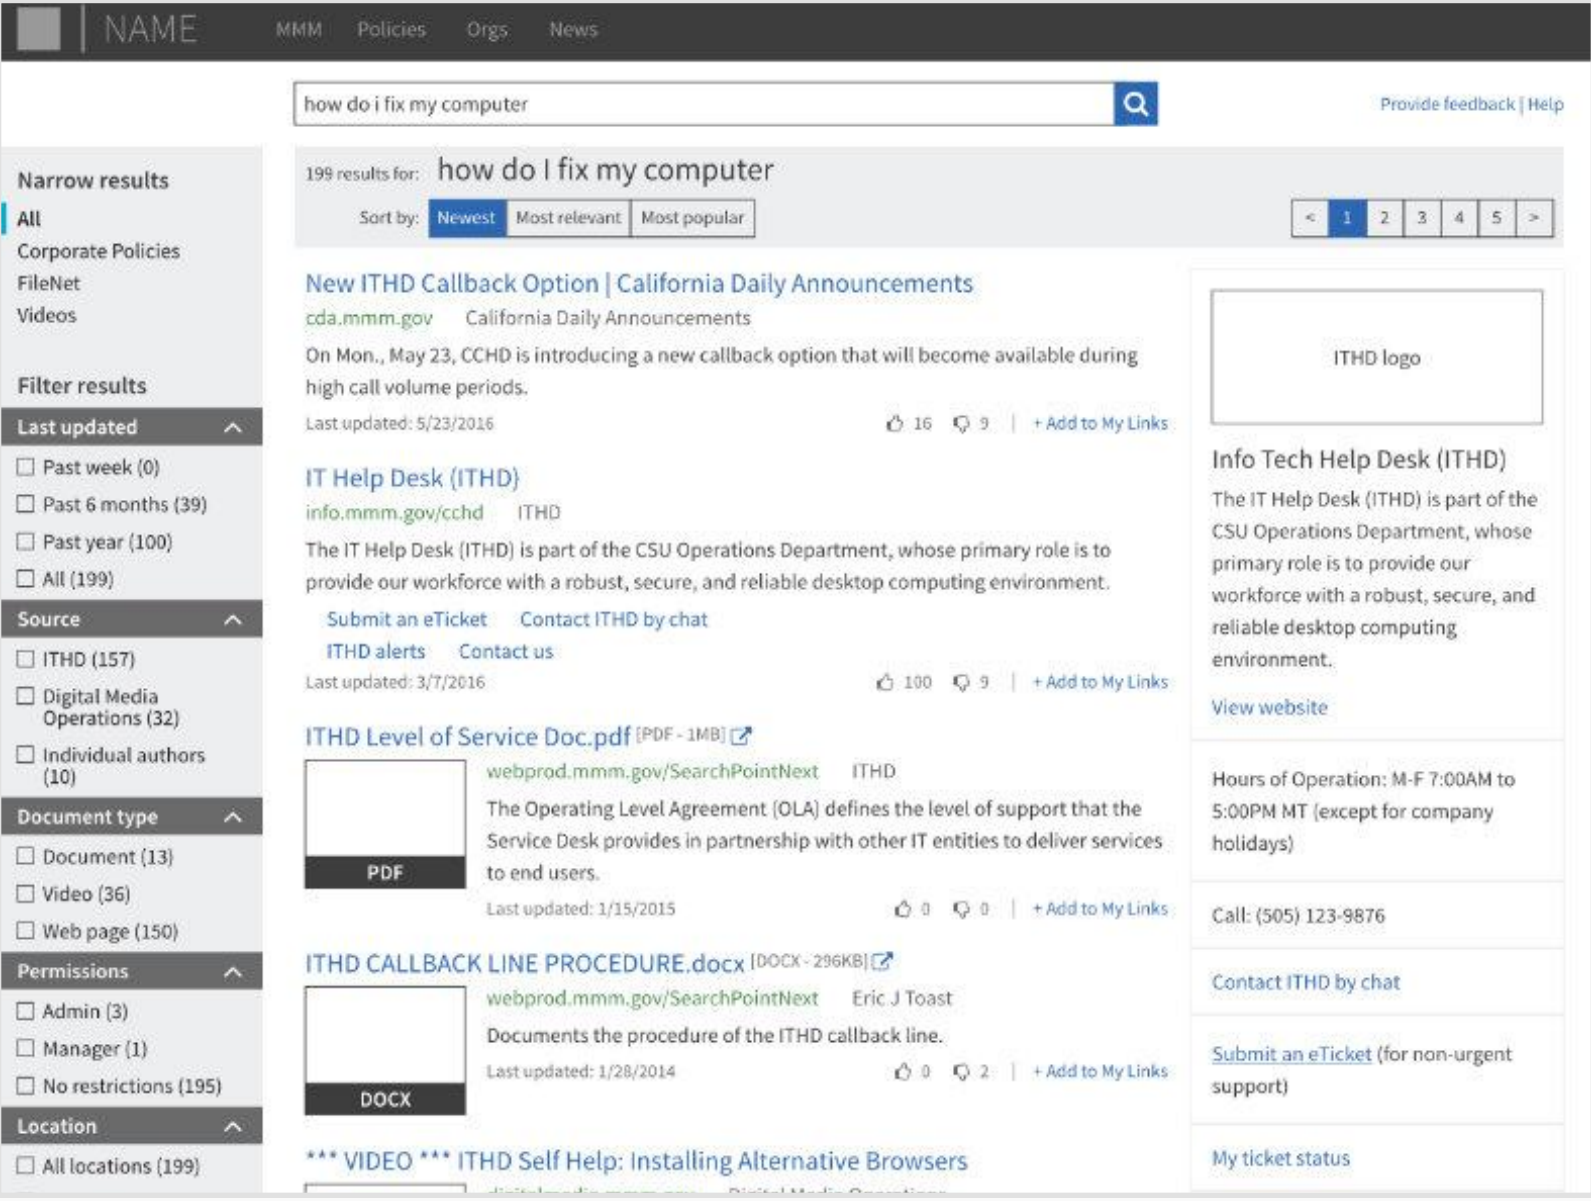 NAME MMM Policies Orgs News
how do i fix my computer
Provide feedback | Help
Narrow results
All
Corporate Policies
FileNet
Videos
Filter results
Last updated
Past week (0)
Past 6 months (39)
Past year (100)
All (199)
Source
ITHD (157)
Digital Media
Operations (32)
Individual authors
(10)
Document type
Document (13)
Video (36)
Web page (150)
Permissions
Admin (3)
Manager (1)
No restrictions (195)
Location
All locations (199)
199 results for: how do I fix my computer
Sort by: Newest Most relevant Most popular
< 1 2 3 4 5 >
New ITHD Callback Option | California Daily Announcements
cda.mmm.gov California Daily Announcements
On Mon., May 23, CCHD is introducing a new callback option that will become available during
high call volume periods.
Last updated: 5/23/2016 16 9 | + Add to My Links
IT Help Desk (ITHD)
info.mmm.gov/cchd ITHD
The IT Help Desk (ITHD) is part of the CSU Operations Department, whose primary role is to
provide our workforce with a robust, secure, and reliable desktop computing environment.
Submit an eTicket Contact ITHD by chat
ITHD alerts Contact us
Last updated: 3/7/2016 100 9 | + Add to My Links
ITHD Level of Service Doc.pdf [PDF - 1MB]
webprod.mmm.gov/SearchPointNext ITHD
The Operating Level Agreement (OLA) defines the level of support that the
Service Desk provides in partnership with other IT entities to deliver services
to end users.
PDF
Last updated: 1/15/2015 0 0 | + Add to My Links
ITHD CALLBACK LINE PROCEDURE.docx [DOCX - 296KB]
webprod.mmm.gov/SearchPointNext Eric J Toast
Documents the procedure of the ITHD callback line.
Last updated: 1/28/2014 0 2 | + Add to My Links
DOCX
*** VIDEO *** ITHD Self Help: Installing Alternative Browsers
ITHD logo
Info Tech Help Desk (ITHD)
The IT Help Desk (ITHD) is part of the
CSU Operations Department, whose
primary role is to provide our
workforce with a robust, secure, and
reliable desktop computing
environment.
View website
Hours of Operation: M-F 7:00AM to
5:00PM MT (except for company
holidays)
Call: (505) 123-9876
Contact ITHD by chat
Submit an eTicket (for non-urgent
support)
My ticket status